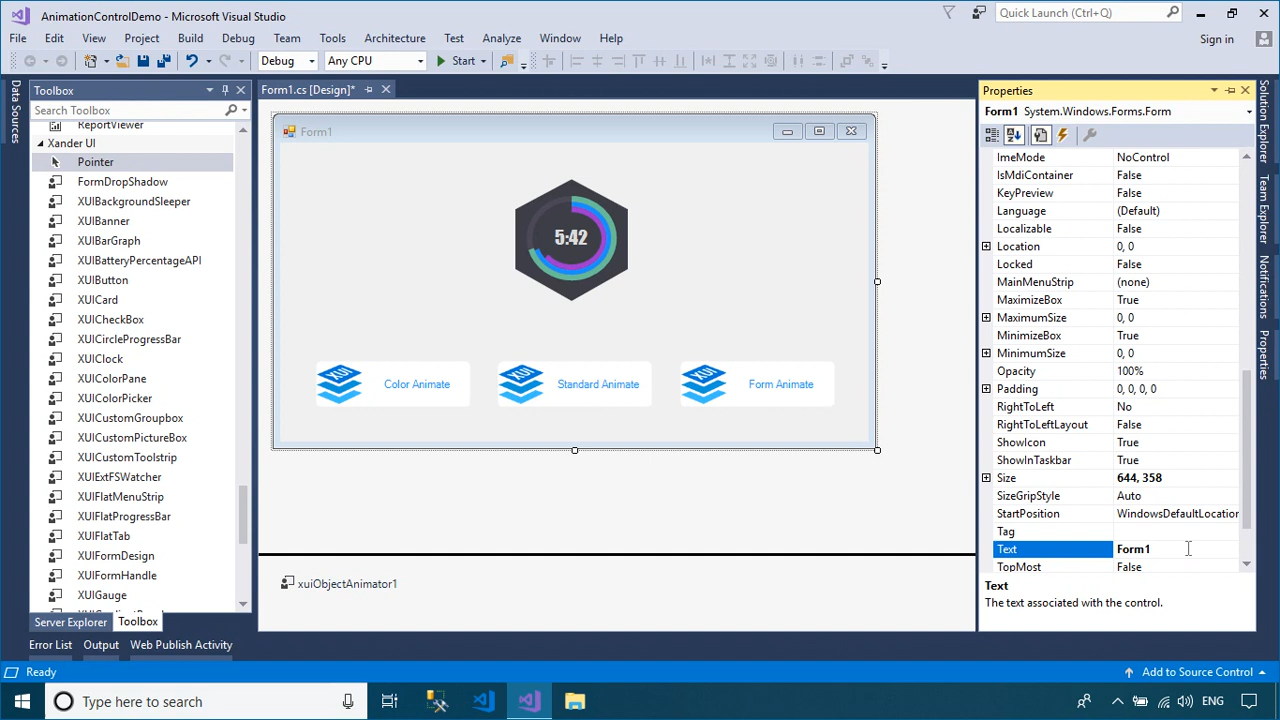 AnimationControlDemo - Microsoft Visual Studio
Quick Launch (Ctrl+Q)
File Edit View Project Build Debug Team Tools Architecture Test Analyze Window Help
Sign in
Debug Any CPU Start
Data Sources
Toolbox
Search Toolbox
ReportViewer
Xander UI
Pointer
FormDropShadow
XUIBackgroundSleeper
XUIBanner
XUIBarGraph
XUIBatteryPercentageAPI
XUIButton
XUICard
XUICheckBox
XUICircleProgressBar
XUIClock
XUIColorPane
XUIColorPicker
XUICustomGroupbox
XUICustomPictureBox
XUICustomToolstrip
XUIExtFSWatcher
XUIFlatMenuStrip
XUIFlatProgressBar
XUIFlatTab
XUIFormDesign
XUIFormHandle
XUIGauge
Server Explorer Toolbox
Form1.cs [Design]*
Form1
5:42
XUI Color Animate
XUI Standard Animate
XUI Form Animate
xuiObjectAnimator1
Properties
Form1 System.Windows.Forms.Form
ImeMode NoControl
IsMdiContainer False
KeyPreview False
Language (Default)
Localizable False
Location 0, 0
Locked False
MainMenuStrip (none)
MaximizeBox True
MaximumSize 0, 0
MinimizeBox True
MinimumSize 0, 0
Opacity 100%
Padding 0, 0, 0, 0
RightToLeft No
RightToLeftLayout False
ShowIcon True
ShowInTaskbar True
Size 644, 358
SizeGripStyle Auto
StartPosition WindowsDefaultLocation
Tag
Text Form1
TopMost False
Text
The text associated with the control.
Solution Explorer
Team Explorer
Notifications
Properties
Error List Output Web Publish Activity
Ready
Add to Source Control
Type here to search
ENG